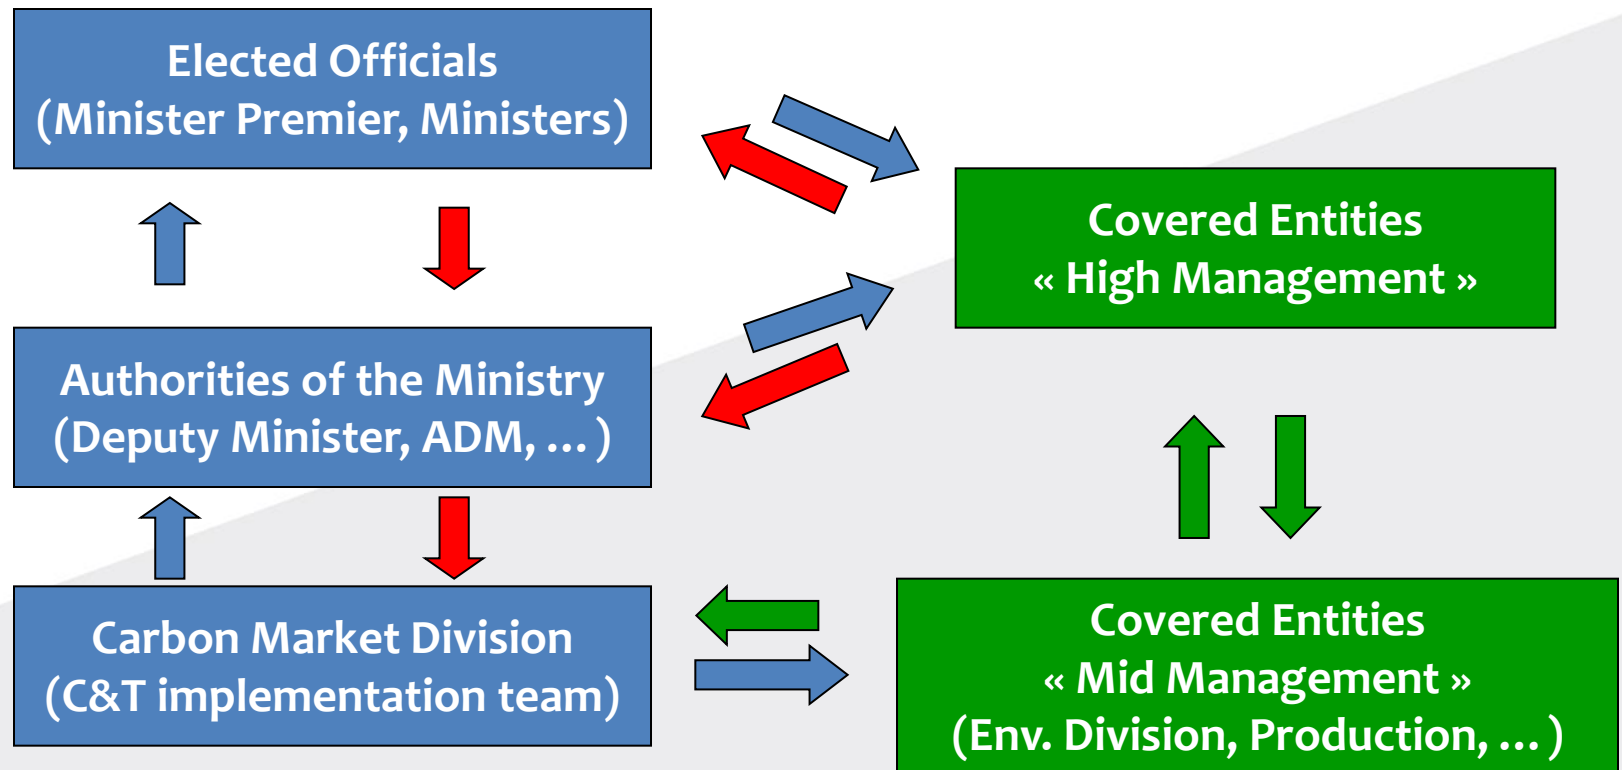 Elected Officials
(Minister Premier, Ministers)
Covered Entities
« High Management »
Authorities of the Ministry
(Deputy Minister, ADM, ... )
Carbon Market Division
(C&T implementation team)
Covered Entities
« Mid Management »
(Env. Division, Production, ... )